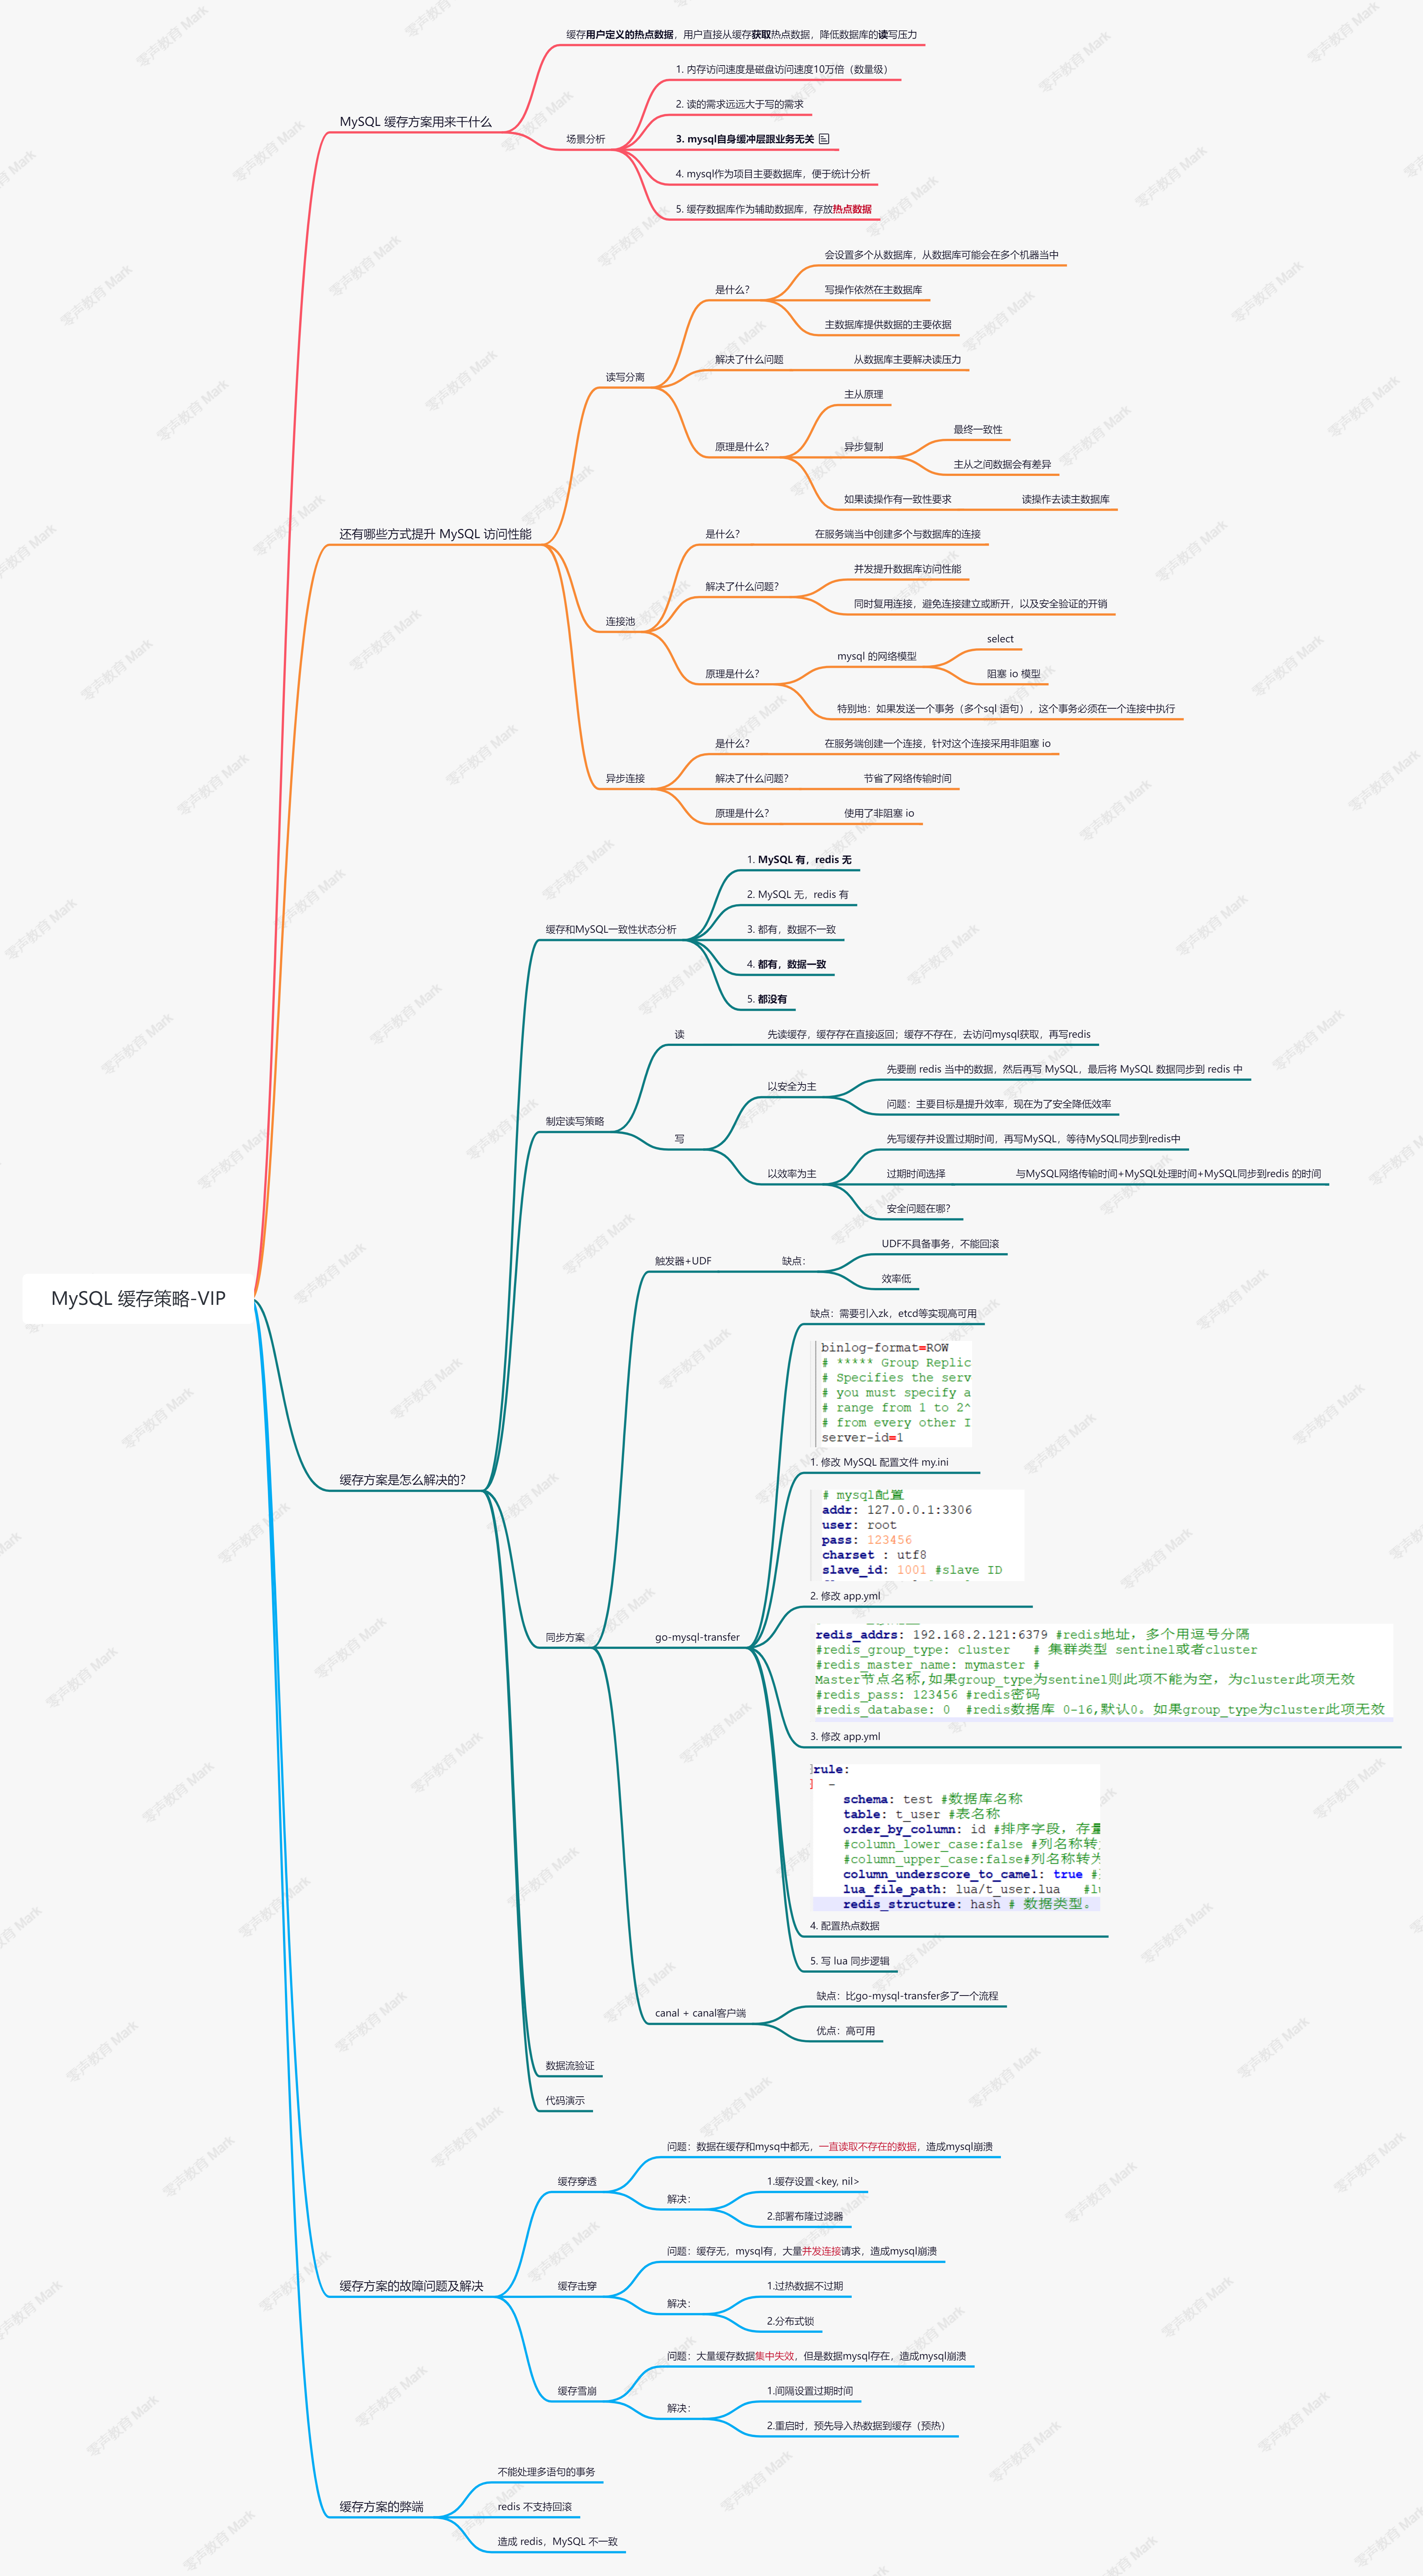 MySQL 缓存策略-VIP
MySQL 缓存方案用来干什么
缓存用户定义的热点数据，用户直接从缓存获取热点数据，降低数据库的读写压力
场景分析
1. 内存访问速度是磁盘访问速度10万倍（数量级）
2. 读的需求远远大于写的需求
3. mysql自身缓冲层跟业务无关
4. mysql作为项目主要数据库，便于统计分析
5. 缓存数据库作为辅助数据库，存放热点数据
还有哪些方式提升 MySQL 访问性能
读写分离
是什么？
会设置多个从数据库，从数据库可能会在多个机器当中
写操作依然在主数据库
主数据库提供数据的主要依据
解决了什么问题
从数据库主要解决读压力
原理是什么？
主从原理
异步复制
最终一致性
主从之间数据会有差异
如果读操作有一致性要求
读操作去读主数据库
连接池
是什么？
在服务端当中创建多个与数据库的连接
解决了什么问题？
并发提升数据库访问性能
同时复用连接，避免连接建立或断开，以及安全验证的开销
原理是什么？
mysql 的网络模型
select
阻塞 io 模型
特别地：如果发送一个事务（多个sql 语句），这个事务必须在一个连接中执行
异步连接
是什么？
在服务端创建一个连接，针对这个连接采用非阻塞 io
解决了什么问题？
节省了网络传输时间
原理是什么？
使用了非阻塞 io
缓存方案是怎么解决的？
缓存和MySQL一致性状态分析
1. MySQL 有，redis 无
2. MySQL 无，redis 有
3. 都有，数据不一致
4. 都有，数据一致
5. 都没有
制定读写策略
读
先读缓存，缓存存在直接返回；缓存不存在，去访问mysql获取，再写redis
写
以安全为主
先要删 redis 当中的数据，然后再写 MySQL，最后将 MySQL 数据同步到 redis 中
问题：主要目标是提升效率，现在为了安全降低效率
以效率为主
先写缓存并设置过期时间，再写MySQL，等待MySQL同步到redis中
过期时间选择
与MySQL网络传输时间+MySQL处理时间+MySQL同步到redis 的时间
安全问题在哪？
同步方案
触发器+UDF
缺点：
UDF不具备事务，不能回滚
效率低
go-mysql-transfer
缺点：需要引入zk，etcd等实现高可用
binlog-format=ROW
# ***** Group Replic
# Specifies the serv
# you must specify a
# range from 1 to 2^
# from every other I
server-id=1
1. 修改 MySQL 配置文件 my.ini
# mysql配置
addr: 127.0.0.1:3306
user: root
pass: 123456
charset : utf8
slave_id: 1001 #slave ID
2. 修改 app.yml
redis_addrs: 192.168.2.121:6379 #redis地址，多个用逗号分隔
#redis_group_type: cluster   # 集群类型 sentinel或者cluster
#redis_master_name: mymaster #
Master节点名称,如果group_type为sentinel则此项不能为空，为cluster此项无效
#redis_pass: 123456 #redis密码
#redis_database: 0  #redis数据库 0-16,默认0。如果group_type为cluster此项无效
3. 修改 app.yml
rule:
-
schema: test #数据库名称
table: t_user #表名称
order_by_column: id #排序字段，存量
#column_lower_case:false #列名称转
#column_upper_case:false#列名称转为
column_underscore_to_camel: true #
lua_file_path: lua/t_user.lua   #lu
redis_structure: hash # 数据类型。
4. 配置热点数据
5. 写 lua 同步逻辑
canal + canal客户端
缺点：比go-mysql-transfer多了一个流程
优点：高可用
数据流验证
代码演示
缓存方案的故障问题及解决
缓存穿透
问题：数据在缓存和mysq中都无，一直读取不存在的数据，造成mysql崩溃
解决：
1.缓存设置<key, nil>
2.部署布隆过滤器
缓存击穿
问题：缓存无，mysql有，大量并发连接请求，造成mysql崩溃
解决：
1.过热数据不过期
2.分布式锁
缓存雪崩
问题：大量缓存数据集中失效，但是数据mysql存在，造成mysql崩溃
解决：
1.间隔设置过期时间
2.重启时，预先导入热数据到缓存（预热）
缓存方案的弊端
不能处理多语句的事务
redis 不支持回滚
造成 redis，MySQL 不一致
零声教育 Mark